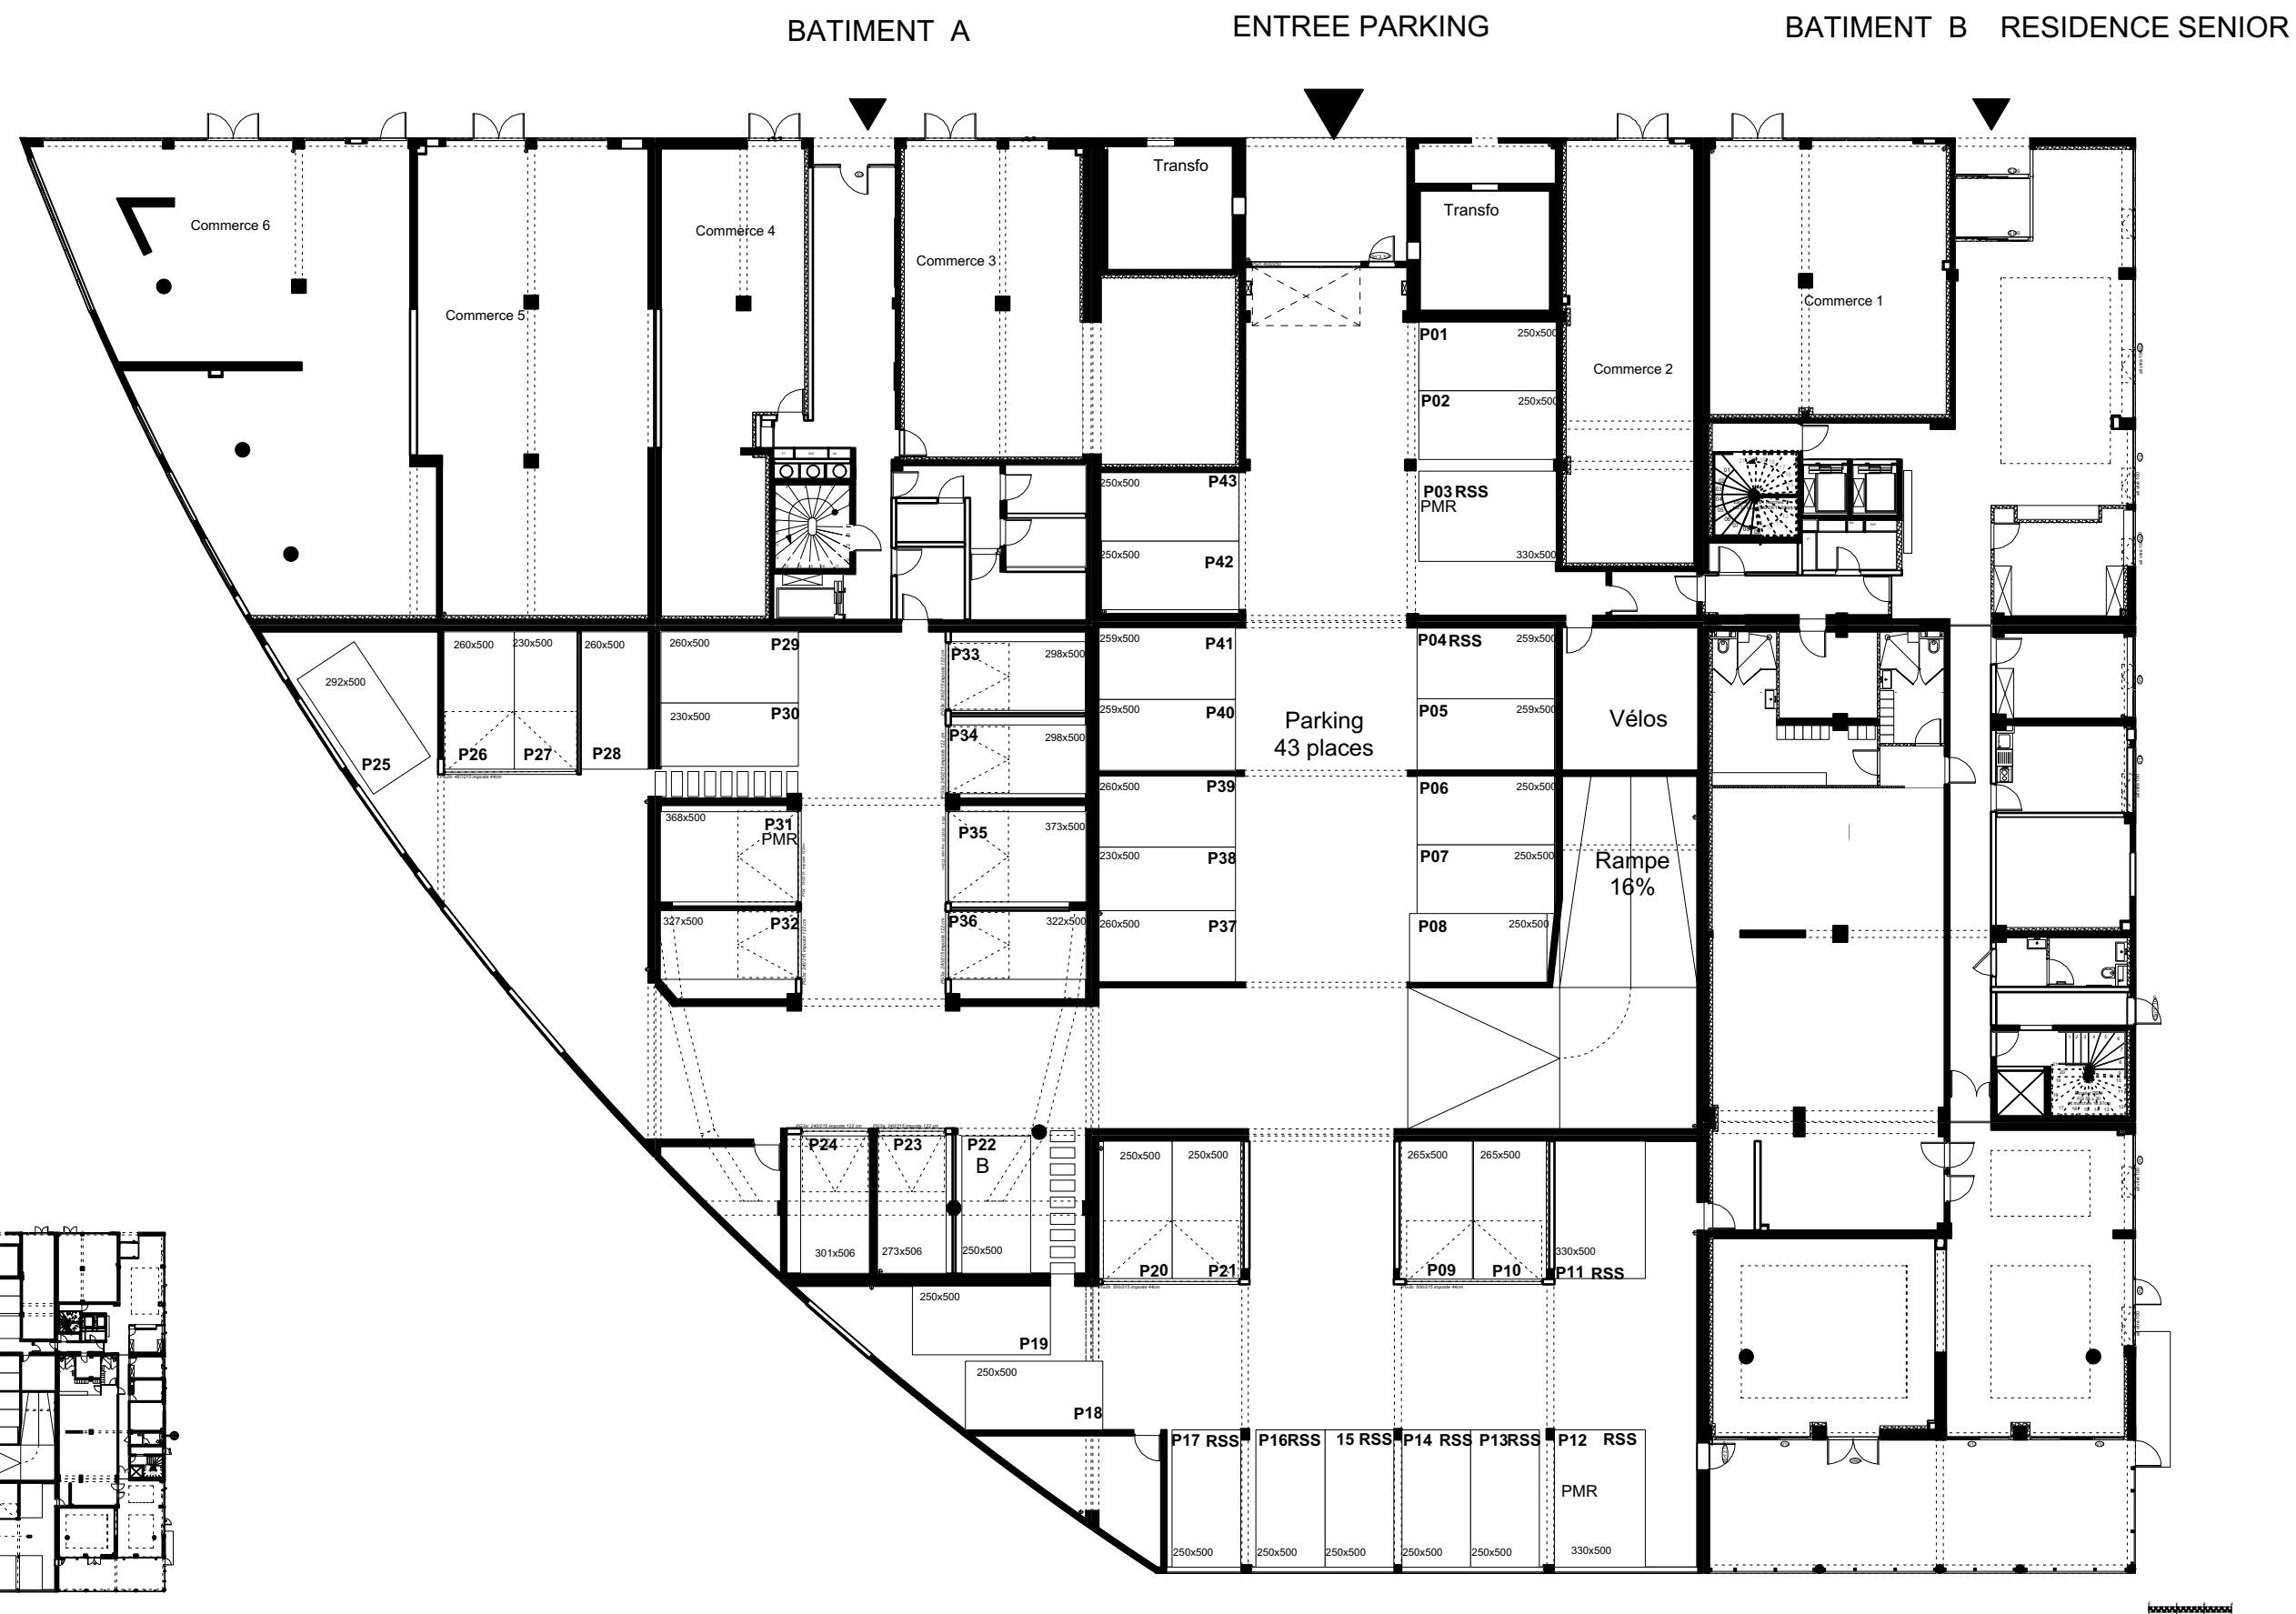 BATIMENT A
ENTREE PARKING
BATIMENT B RESIDENCE SENIOR
Transfo
Transfo
Commerce 6
Commerce 5
Commerce 4
Commerce 3
Commerce 2
Commerce 1
P01 250x500
P02 250x500
P03 RSS
PMR
330x500
250x500 P43
250x500 P42
259x500 P41
259x500 P40
P04 RSS 259x500
P05 259x500
Parking
43 places
Vélos
260x500 P39
230x500 P38
260x500 P37
P06 250x500
P07 250x500
P08 250x500
Rampe
16%
292x500
P25
260x500 230x500 260x500
P26 P27 P28
260x500 P29
230x500 P30
368x500 P31
PMR
327x500 P32
P33 298x500
P34 298x500
P35 373x500
P36 322x500
P24 P23 P22
B
301x506 273x506 250x500
250x500 250x500
P20 P21
265x500 265x500
P09 P10
330x500
P11 RSS
250x500
P19
250x500
P18
P17 RSS P16RSS 15 RSS P14 RSS P13RSS P12 RSS
PMR
250x500 250x500 250x500 250x500 250x500 330x500